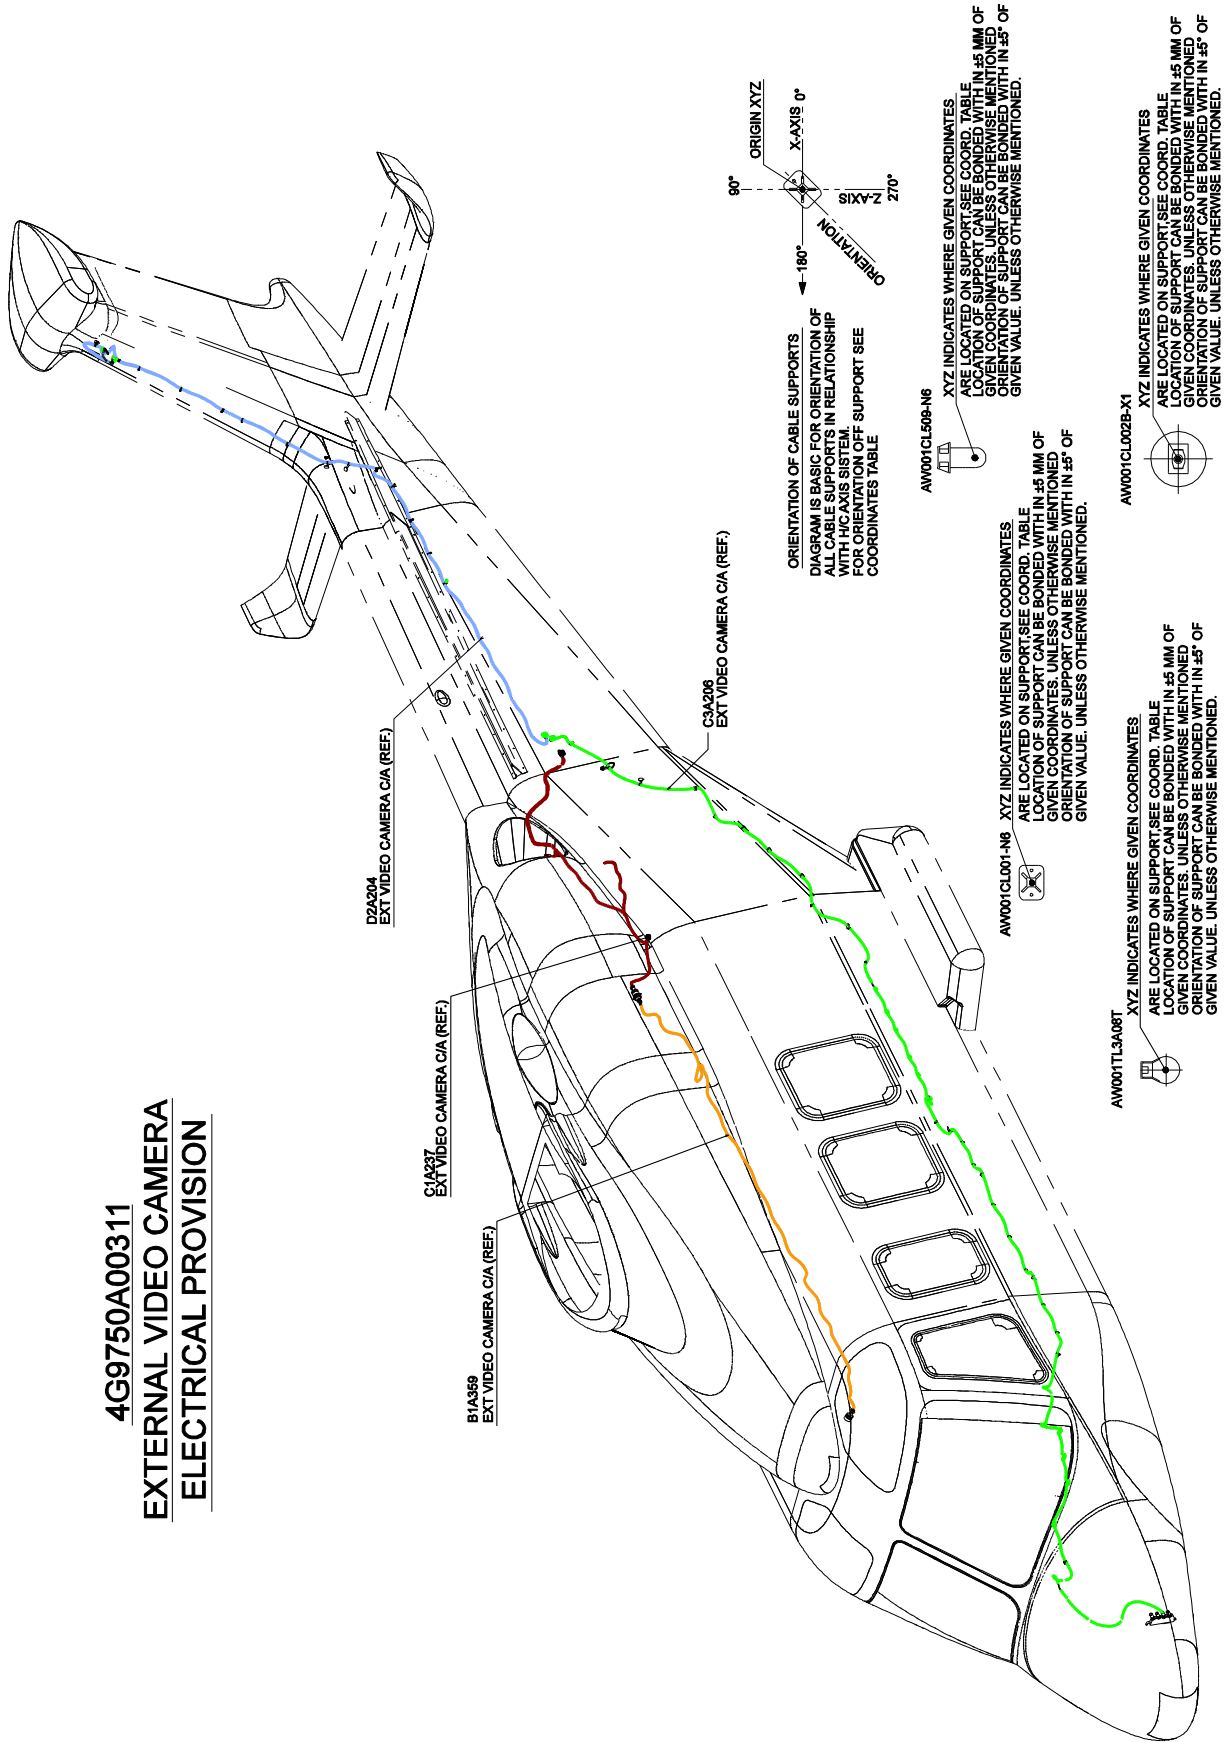 4G9750A00311
EXTERNAL VIDEO CAMERA
ELECTRICAL PROVISION
B1A359
EXT VIDEO CAMERA C/A (REF.)
C1A237
EXT VIDEO CAMERA C/A (REF.)
D2A204
EXT VIDEO CAMERA C/A (REF.)
C3A206
EXT VIDEO CAMERA C/A (REF.)
ORIGIN XYZ
90°
X-AXIS 0°
180°
Z-AXIS
270°
ORIENTATION
ORIENTATION OF CABLE SUPPORTS
DIAGRAM IS BASIC FOR ORIENTATION OF
ALL CABLE SUPPORTS IN RELATIONSHIP
WITH H/C AXIS SISTEM.
FOR ORIENTATION OFF SUPPORT SEE
COORDINATES TABLE
AW001CL509-N6
XYZ INDICATES WHERE GIVEN COORDINATES
ARE LOCATED ON SUPPORT.SEE COORD. TABLE
LOCATION OF SUPPORT CAN BE BONDED WITH IN ±5 MM OF
GIVEN COORDINATES. UNLESS OTHERWISE MENTIONED
ORIENTATION OF SUPPORT CAN BE BONDED WITH IN ±5° OF
GIVEN VALUE. UNLESS OTHERWISE MENTIONED.
AW001CL001-N6
XYZ INDICATES WHERE GIVEN COORDINATES
ARE LOCATED ON SUPPORT.SEE COORD. TABLE
LOCATION OF SUPPORT CAN BE BONDED WITH IN ±5 MM OF
GIVEN COORDINATES. UNLESS OTHERWISE MENTIONED
ORIENTATION OF SUPPORT CAN BE BONDED WITH IN ±5° OF
GIVEN VALUE. UNLESS OTHERWISE MENTIONED.
AW001TL3A08T
XYZ INDICATES WHERE GIVEN COORDINATES
ARE LOCATED ON SUPPORT.SEE COORD. TABLE
LOCATION OF SUPPORT CAN BE BONDED WITH IN ±5 MM OF
GIVEN COORDINATES. UNLESS OTHERWISE MENTIONED
ORIENTATION OF SUPPORT CAN BE BONDED WITH IN ±5° OF
GIVEN VALUE. UNLESS OTHERWISE MENTIONED.
AW001CL002B-X1
XYZ INDICATES WHERE GIVEN COORDINATES
ARE LOCATED ON SUPPORT.SEE COORD. TABLE
LOCATION OF SUPPORT CAN BE BONDED WITH IN ±5 MM OF
GIVEN COORDINATES. UNLESS OTHERWISE MENTIONED
ORIENTATION OF SUPPORT CAN BE BONDED WITH IN ±5° OF
GIVEN VALUE. UNLESS OTHERWISE MENTIONED.